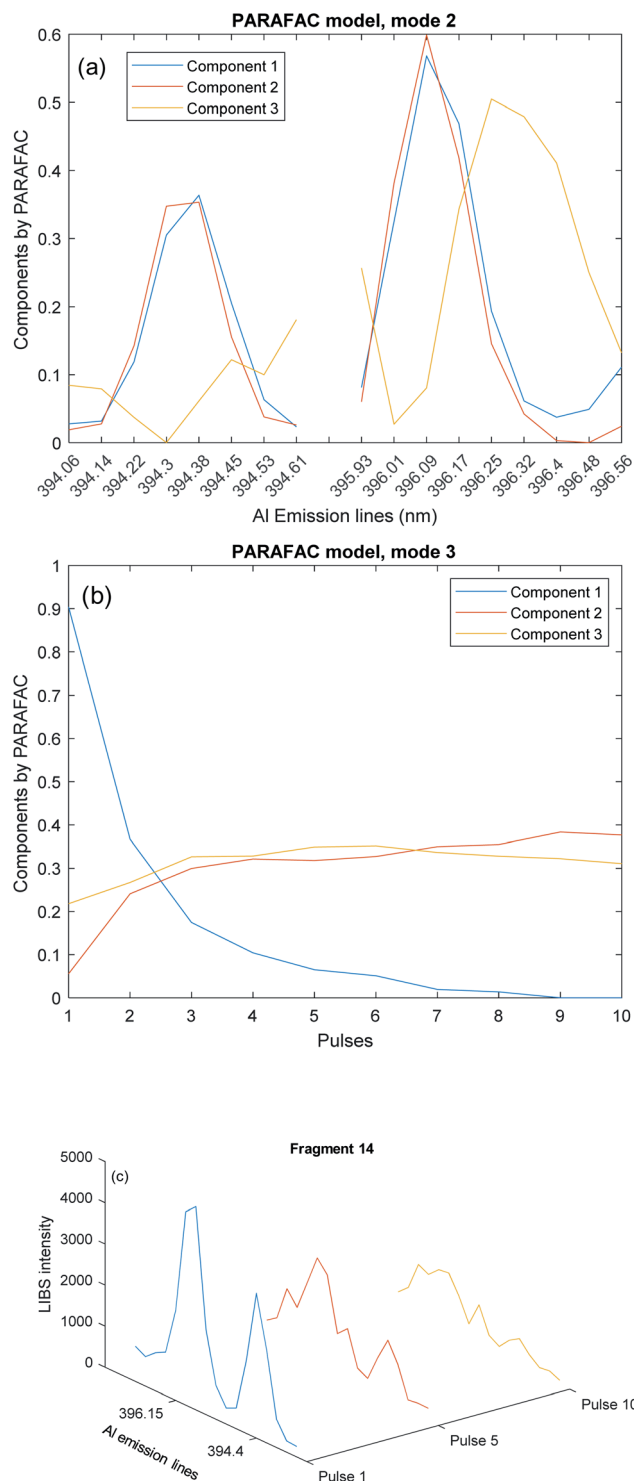 PARAFAC model, mode 2
(a)
Component 1
Component 2
Component 3
Components by PARAFAC
0
0.1
0.2
0.3
0.4
0.5
0.6
394.06
394.14
394.22
394.3
394.38
394.45
394.53
394.61
395.93
396.01
396.09
396.17
396.25
396.32
396.4
396.48
396.56
Al Emission lines (nm)
PARAFAC model, mode 3
(b)
Component 1
Component 2
Component 3
Components by PARAFAC
0
0.1
0.2
0.3
0.4
0.5
0.6
0.7
0.8
0.9
1
1 2 3 4 5 6 7 8 9 10
Pulses
Fragment 14
(c)
LIBS intensity
5000
4000
3000
2000
1000
0
396.15
394.4
Al emission lines
Pulse 1
Pulse 5
Pulse 10